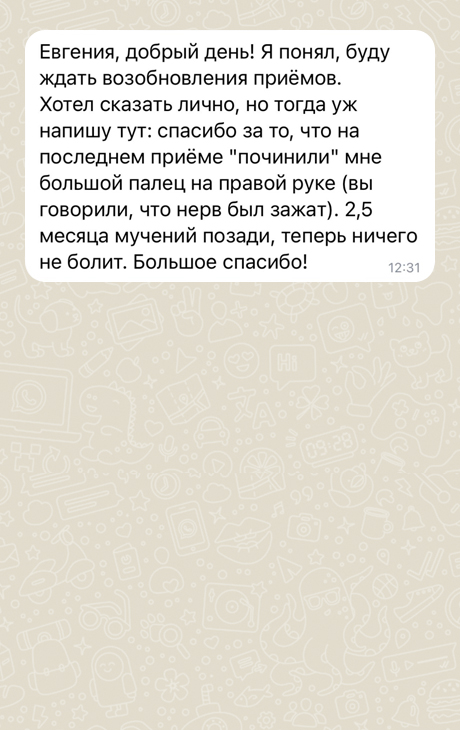 Евгения, добрый день! Я понял, буду
ждать возобновления приёмов.
Хотел сказать лично, но тогда уж
напишу тут: спасибо за то, что на
последнем приёме "починили" мне
большой палец на правой руке (вы
говорили, что нерв был зажат). 2,5
месяца мучений позади, теперь ничего
не болит. Большое спасибо!
12:31